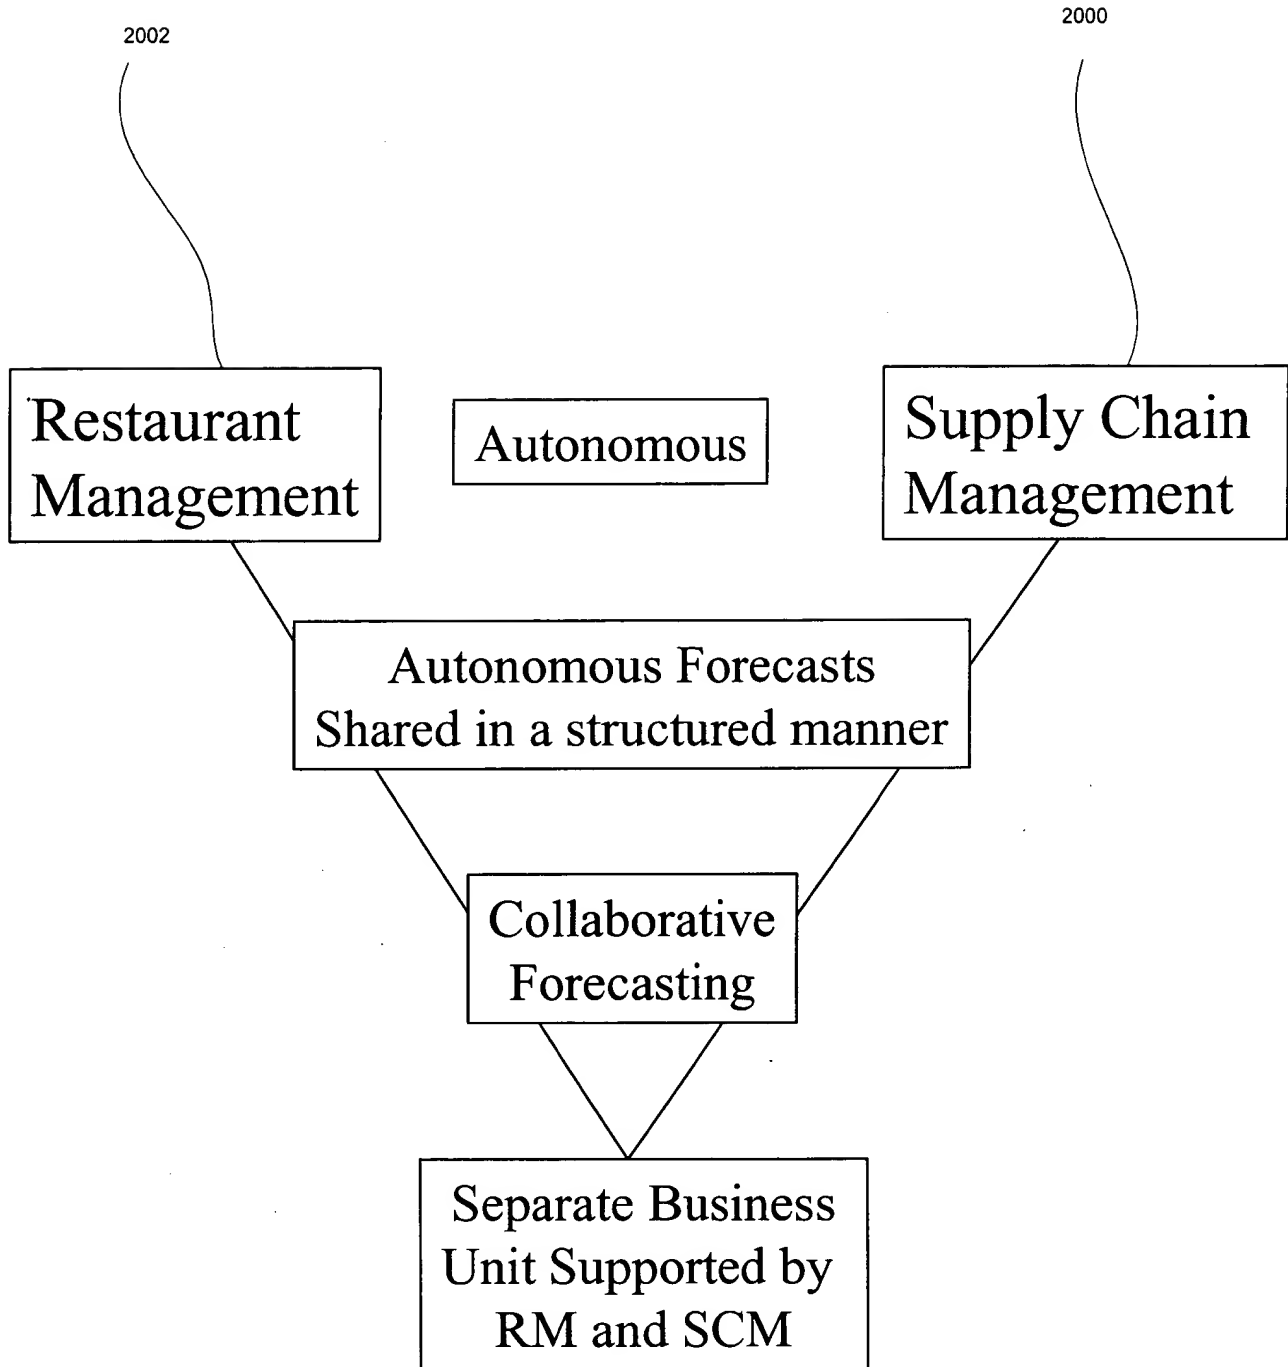 2002
2000
Restaurant
Management
Autonomous
Supply Chain
Management
Autonomous Forecasts
Shared in a structured manner
Collaborative
Forecasting
Separate Business
Unit Supported by
RM and SCM